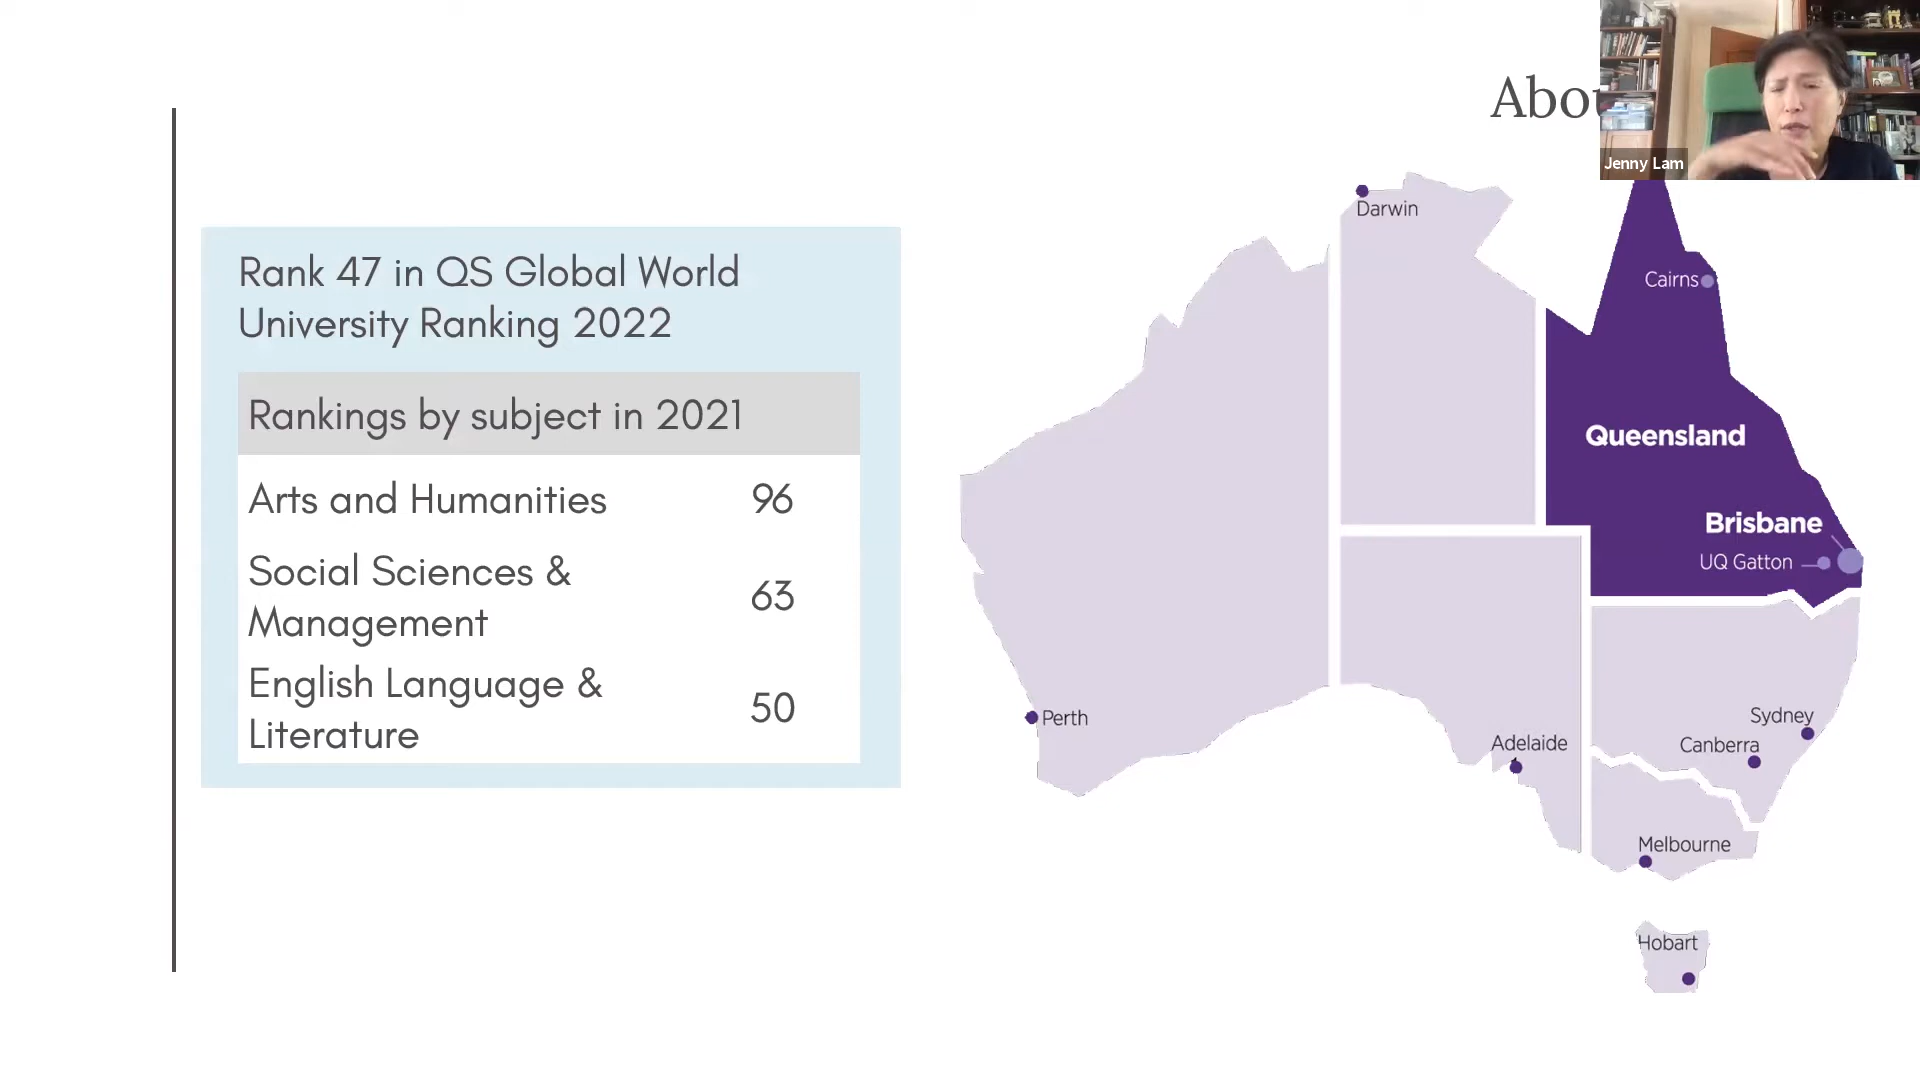 Jenny Lam
Rank 47 in QS Global World
University Ranking 2022
Rankings by subject in 2021
Arts and Humanities 96
Social Sciences &
Management 63
English Language &
Literature 50
Darwin
Cairns
Queensland
Brisbane
UQ Gatton
Perth
Sydney
Adelaide
Canberra
Melbourne
Hobart